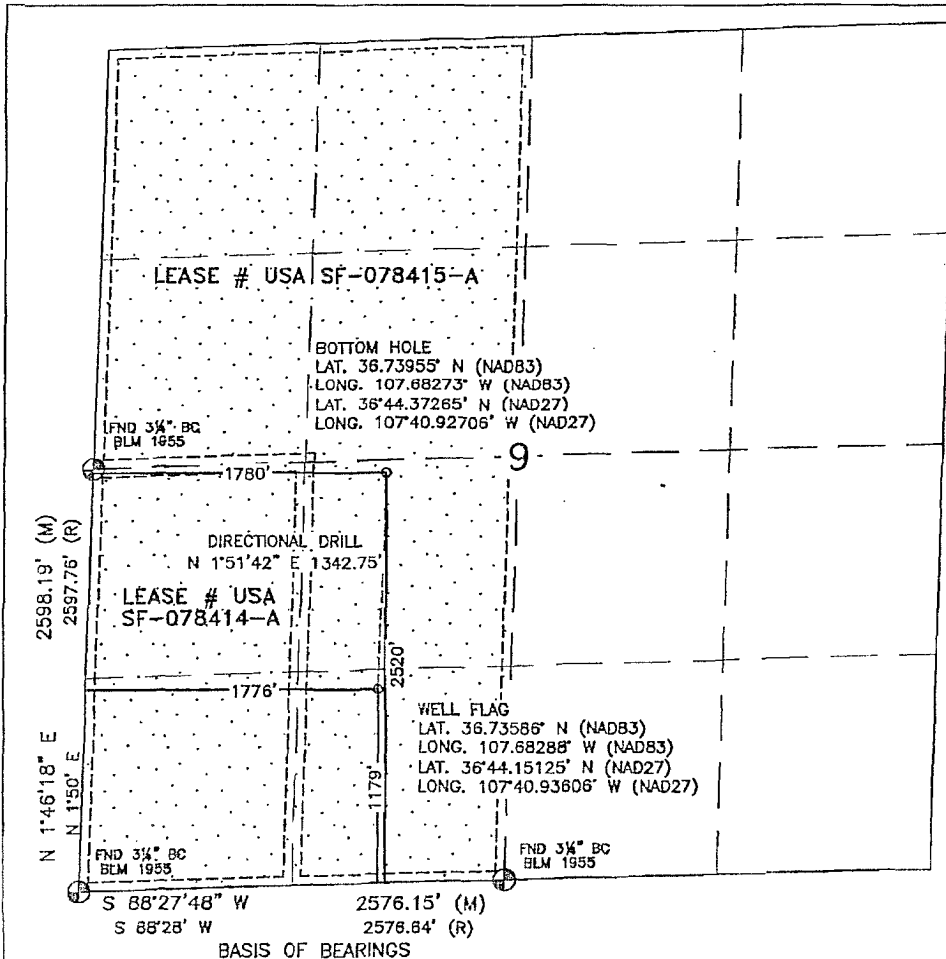 LEASE # USA SF-078415-A
BOTTOM HOLE
LAT. 36.73955° N (NAD83)
LONG. 107.68273° W (NAD83)
LAT. 36°44.37265' N (NAD27)
LONG. 107°40.92706' W (NAD27)
FND 3¼" BC
BLM 1955
9
1780'
DIRECTIONAL DRILL
N 1°51'42" E 1342.75'
2598.19' (M)
2597.76' (R)
LEASE # USA
SF-078414-A
2520'
1776'
WELL FLAG
LAT. 36.73586° N (NAD83)
LONG. 107.68288° W (NAD83)
LAT. 36°44.15125' N (NAD27)
LONG. 107°40.93606' W (NAD27)
1179'
N 1°46'18" E
N 1°50' E
FND 3¼" BC
BLM 1955
FND 3¼" BC
BLM 1955
S 88°27'48" W 2576.15' (M)
S 88°28' W 2576.64' (R)
BASIS OF BEARINGS